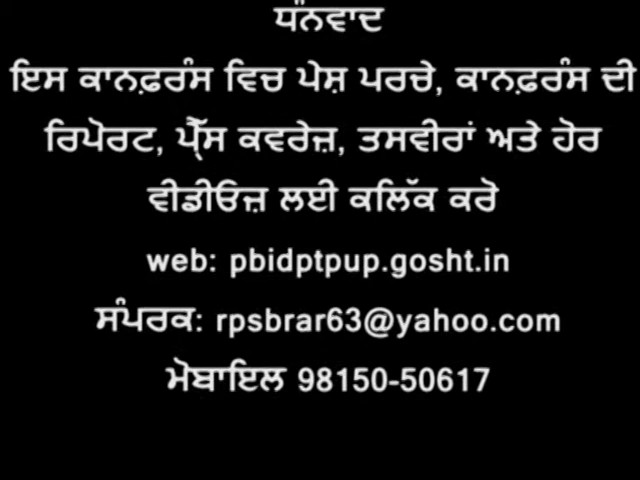 ਧੰਨਵਾਦ
ਇਸ ਕਾਨਫ਼ਰੰਸ ਵਿਚ ਪੇਸ਼ ਪਰਚੇ, ਕਾਨਫ਼ਰੰਸ ਦੀ
ਰਿਪੋਰਟ, ਪ੍ਰੈੱਸ ਕਵਰੇਜ਼, ਤਸਵੀਰਾਂ ਅਤੇ ਹੋਰ
ਵੀਡੀਓਜ਼ ਲਈ ਕਲਿੱਕ ਕਰੋ
web: pbidptpup.gosht.in
ਸੰਪਰਕ: rpsbrar63@yahoo.com
ਮੋਬਾਇਲ 98150-50617